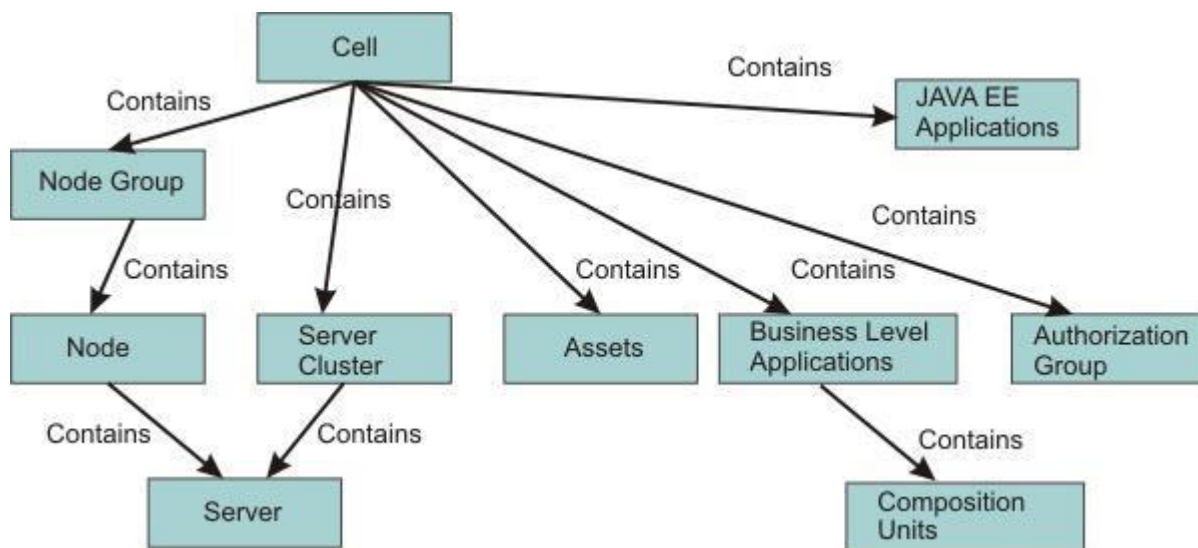 Cell
Contains
Contains
JAVA EE
Applications
Node Group
Contains
Contains
Contains
Contains
Contains
Node
Server
Cluster
Assets
Business Level
Applications
Authorization
Group
Contains
Contains
Contains
Server
Composition
Units